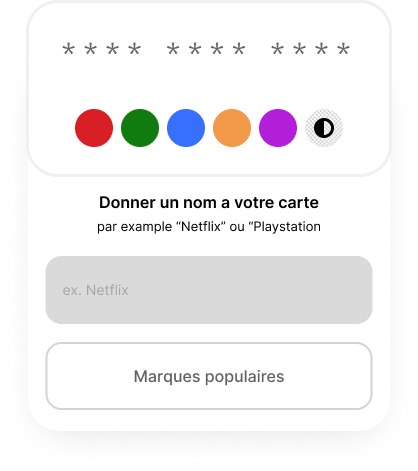 **** **** ****
Donner un nom a votre carte
par example “Netflix” ou “Playstation
ex. Netflix
Marques populaires